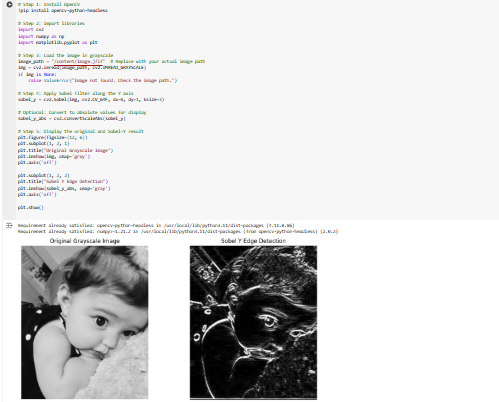 # Step 1: Install OpenCV
!pip install opencv-python-headless
# Step 2: Import libraries
import cv2
import numpy as np
import matplotlib.pyplot as plt
# Step 3: Load the image in grayscale
image_path = "/content/image.jfif" # Replace with your actual image path
img = cv2.imread(image_path, cv2.IMREAD_GRAYSCALE)
if img is None:
raise ValueError("Image not found. Check the image path.")
# Step 4: Apply Sobel filter along the Y axis
sobel_y = cv2.Sobel(img, cv2.CV_64F, dx=0, dy=1, ksize=3)
# Optional: Convert to absolute values for display
sobel_y_abs = cv2.convertScaleAbs(sobel_y)
# Step 5: Display the original and Sobel-Y result
plt.figure(figsize=(12, 6))
plt.subplot(1, 2, 1)
plt.title("Original Grayscale Image")
plt.imshow(img, cmap='gray')
plt.axis('off')
plt.subplot(1, 2, 2)
plt.title("Sobel Y Edge Detection")
plt.imshow(sobel_y_abs, cmap='gray')
plt.axis('off')
plt.show()
Requirement already satisfied: opencv-python-headless in /usr/local/lib/python3.11/dist-packages (4.11.0.86)
Requirement already satisfied: numpy>=1.21.2 in /usr/local/lib/python3.11/dist-packages (from opencv-python-headless) (2.0.2)
Original Grayscale Image
Sobel Y Edge Detection